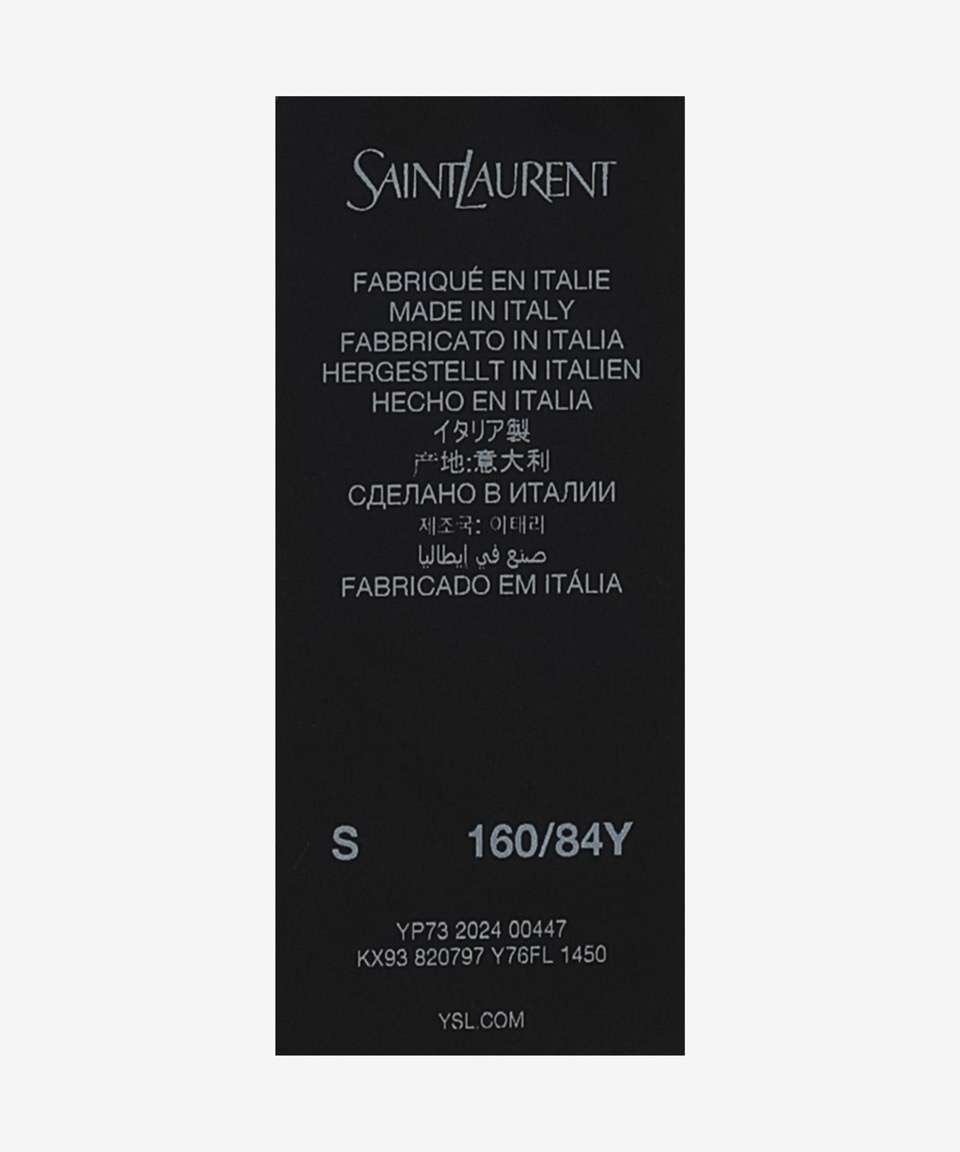 SAINT LAURENT
FABRIQUÉ EN ITALIE
MADE IN ITALY
FABBRICATO IN ITALIA
HERGESTELLT IN ITALIEN
HECHO EN ITALIA
イタリア製
产地:意大利
СДЕЛАНО В ИТАЛИИ
제조국: 이태리
صنع في إيطاليا
FABRICADO EM ITÁLIA
S 160/84Y
YP73 2024 00447
KX93 820797 Y76FL 1450
YSL.COM